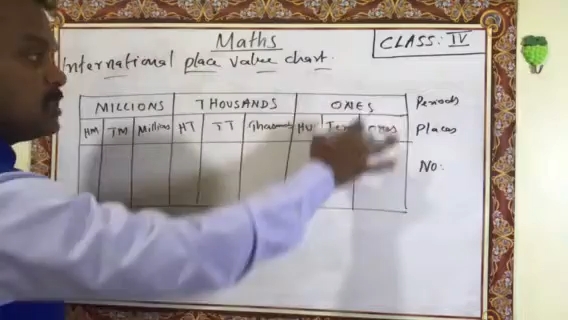 Maths
CLASS: IV
International place value chart.
MILLIONS THOUSANDS ONES Periods
HM TM Millions HT TT Thousands HU Ten ones Places
No: